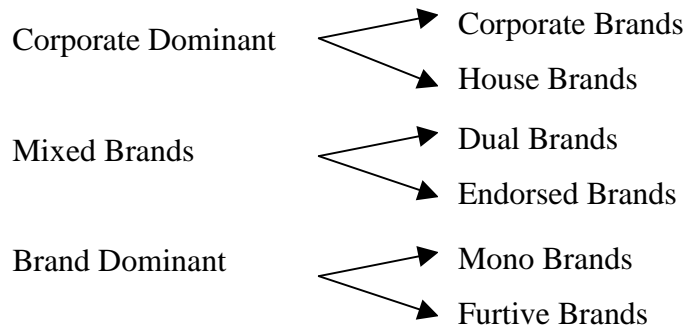 Corporate Dominant
Corporate Brands
House Brands
Mixed Brands
Dual Brands
Endorsed Brands
Brand Dominant
Mono Brands
Furtive Brands